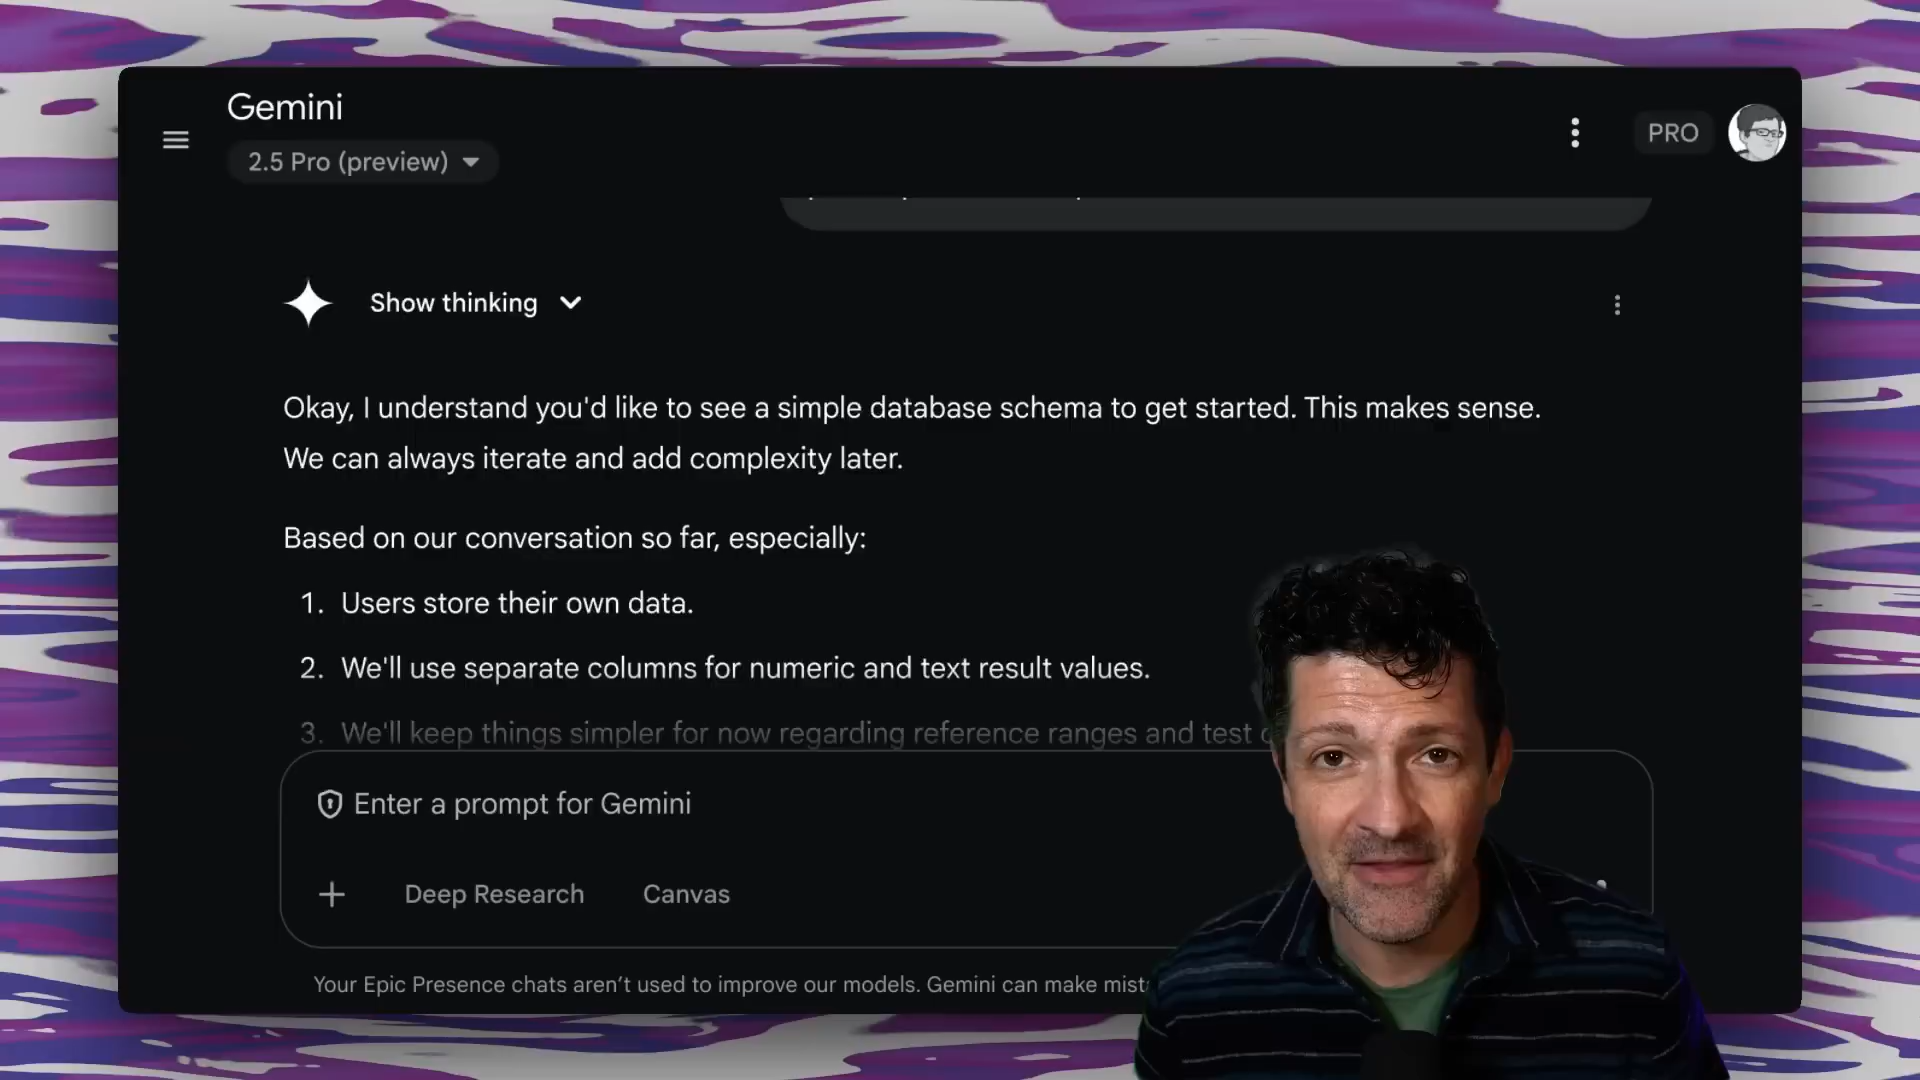 Gemini
2.5 Pro (preview)
PRO
Show thinking
Okay, I understand you'd like to see a simple database schema to get started. This makes sense.
We can always iterate and add complexity later.
Based on our conversation so far, especially:
1. Users store their own data.
2. We'll use separate columns for numeric and text result values.
3. We'll keep things simpler for now regarding reference ranges and test
Enter a prompt for Gemini
Deep Research
Canvas
Your Epic Presence chats aren't used to improve our models. Gemini can make